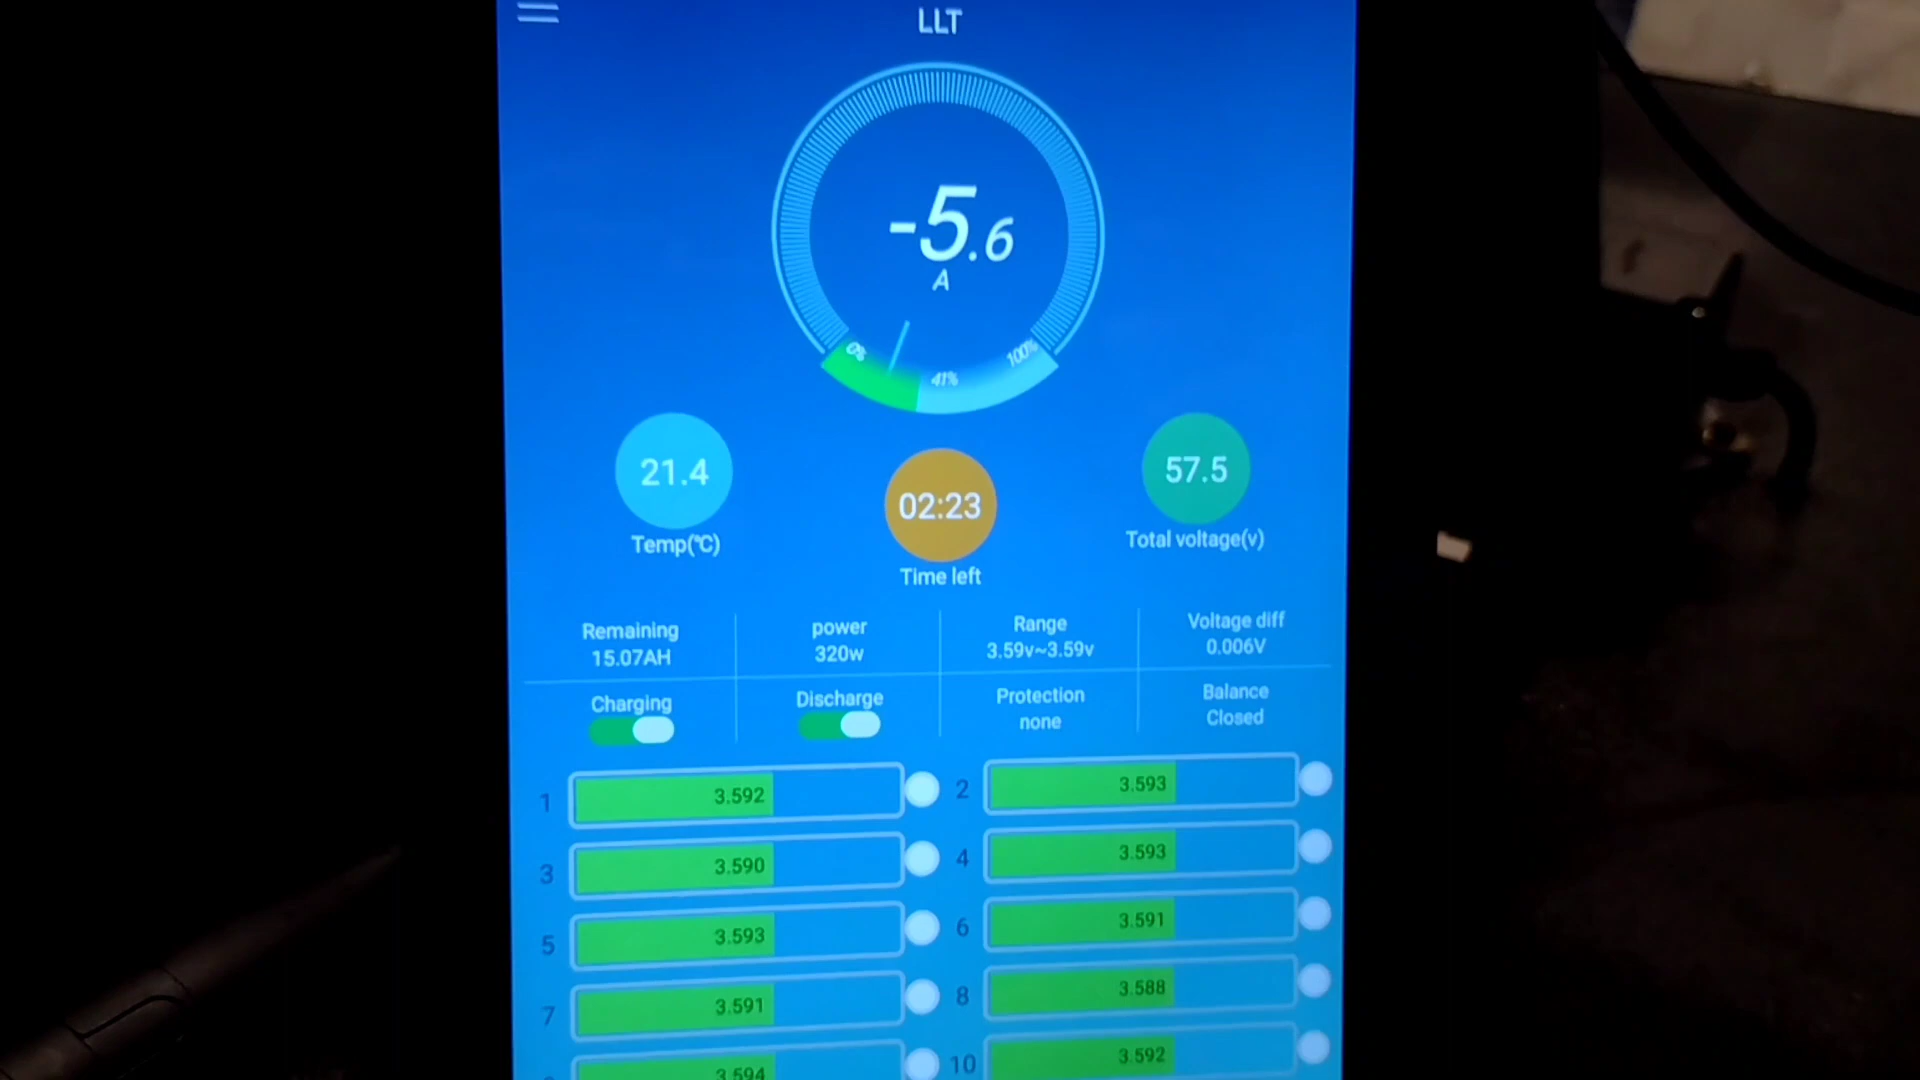 LLT
-5.6
A
0%
41%
100%
21.4
02:23
57.5
Temp(℃)
Time left
Total voltage(v)
Remaining
15.07AH
power
320w
Range
3.59v~3.59v
Voltage diff
0.006V
Charging
Discharge
Protection
none
Balance
Closed
1 3.592
2 3.593
3 3.590
4 3.593
5 3.593
6 3.591
7 3.591
8 3.588
3.594
10 3.592